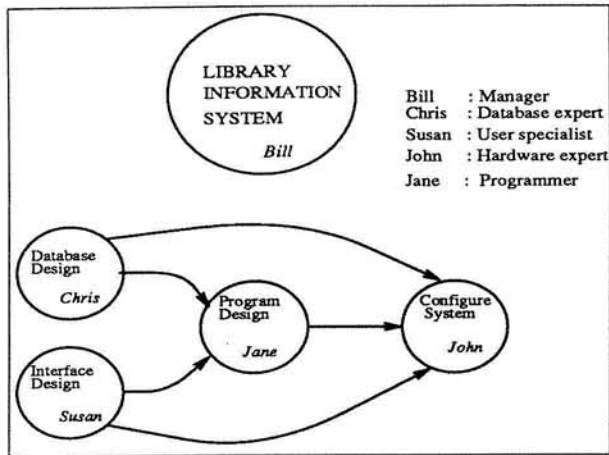 LIBRARY
INFORMATION
SYSTEM
Bill
Bill : Manager
Chris : Database expert
Susan : User specialist
John : Hardware expert
Jane : Programmer
Database
Design
Chris
Program
Design
Jane
Configure
System
John
Interface
Design
Susan